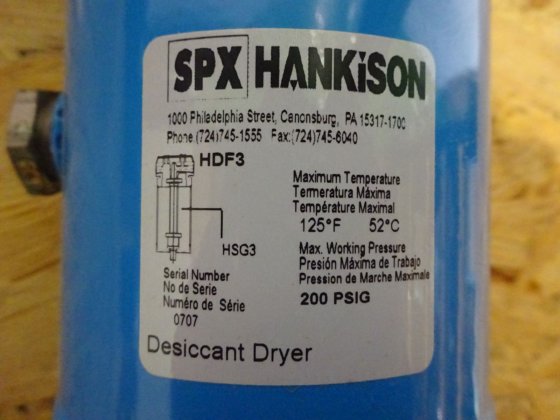 SPX HANKiSON
1000 Philadelphia Street, Canonsburg, PA 15317-1700
Phone:(724)745-1555 Fax:(724)745-6040
HDF3
HSG3
Maximum Temperature
Termeratura Máxima
Température Maximal
125°F 52°C
Max. Working Pressure
Presión Máxima de Trabajo
Pression de Marche Maximale
200 PSIG
Serial Number
No de Serie
Numéro de Série
0707
Desiccant Dryer